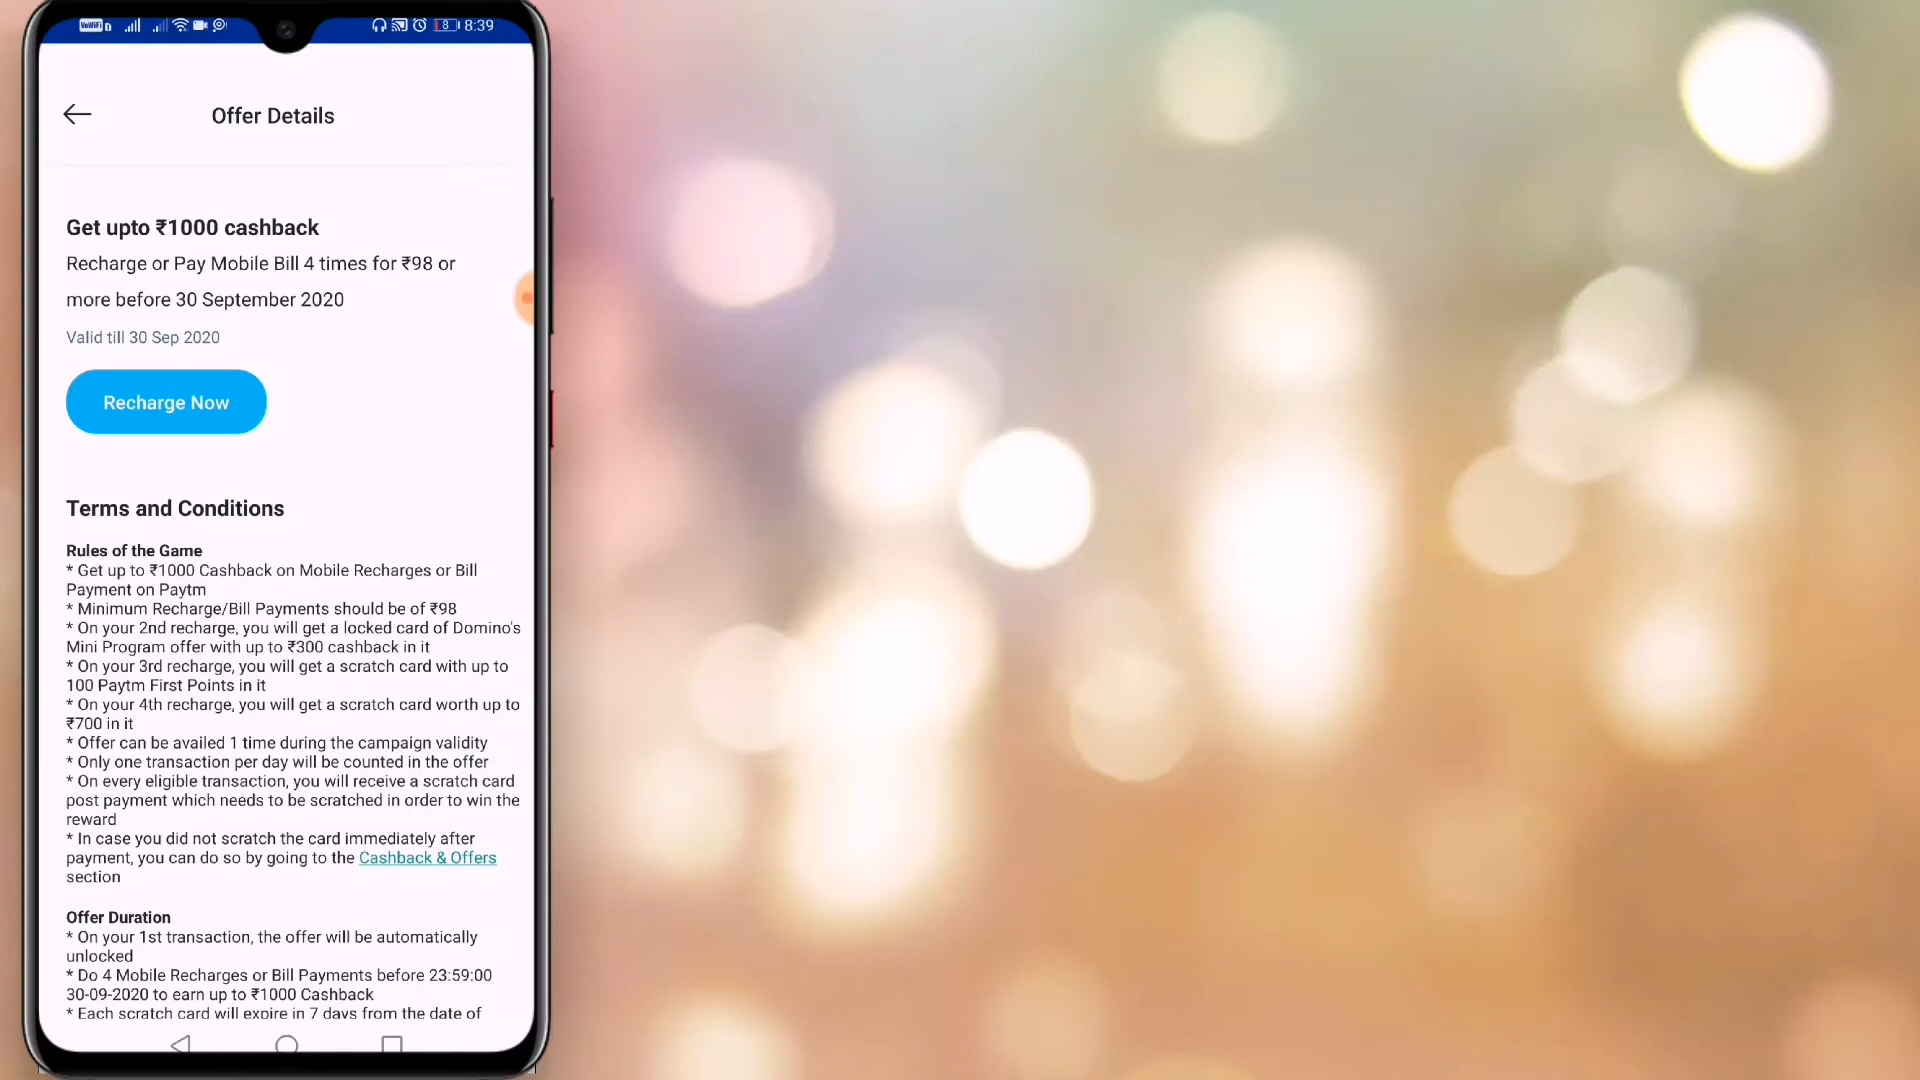 VoWiFi
8
8:39
Offer Details
Get upto ₹1000 cashback
Recharge or Pay Mobile Bill 4 times for ₹98 or
more before 30 September 2020
Valid till 30 Sep 2020
Recharge Now
Terms and Conditions
Rules of the Game
* Get up to ₹1000 Cashback on Mobile Recharges or Bill
Payment on Paytm
* Minimum Recharge/Bill Payments should be of ₹98
* On your 2nd recharge, you will get a locked card of Domino's
Mini Program offer with up to ₹300 cashback in it
* On your 3rd recharge, you will get a scratch card with up to
100 Paytm First Points in it
* On your 4th recharge, you will get a scratch card worth up to
₹700 in it
* Offer can be availed 1 time during the campaign validity
* Only one transaction per day will be counted in the offer
* On every eligible transaction, you will receive a scratch card
post payment which needs to be scratched in order to win the
reward
* In case you did not scratch the card immediately after
payment, you can do so by going to the Cashback & Offers
section
Offer Duration
* On your 1st transaction, the offer will be automatically
unlocked
* Do 4 Mobile Recharges or Bill Payments before 23:59:00
30-09-2020 to earn up to ₹1000 Cashback
* Each scratch card will expire in 7 days from the date of